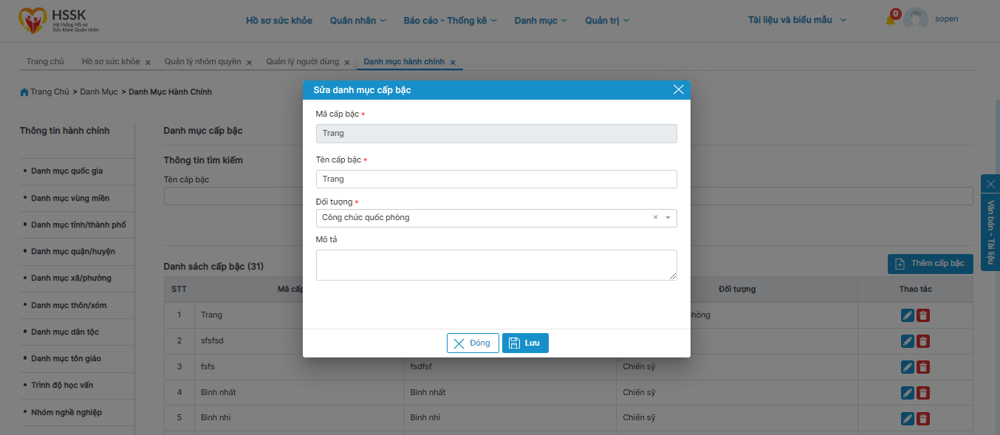 HSSK
Hệ thống Hồ sơ
Sức khỏe Quân nhân
Hồ sơ sức khỏe
Quân nhân
Báo cáo - Thống kê
Danh mục
Quản trị
Tài liệu và biểu mẫu
0
sopen
Trang chủ
Hồ sơ sức khỏe
Quản lý nhóm quyền
Quản lý người dùng
Danh mục hành chính
Trang Chủ > Danh Mục > Danh Mục Hành Chính
Thông tin hành chính
Danh mục quốc gia
Danh mục vùng miền
Danh mục tỉnh/thành phố
Danh mục quận/huyện
Danh mục xã/phường
Danh mục thôn/xóm
Danh mục dân tộc
Danh mục tôn giáo
Trình độ học vấn
Nhóm nghề nghiệp
Danh mục cấp bậc
Thông tin tìm kiếm
Tên cấp bậc
Sửa danh mục cấp bậc
Mã cấp bậc *
Trang
Tên cấp bậc *
Trang
Đối tượng *
Công chức quốc phòng
Mô tả
Đóng
Lưu
Văn bản - Tài liệu
Danh sách cấp bậc (31)
Thêm cấp bậc
STT Mã cấp Đối tượng Thao tác
1 Trang hòng
2 sfsfsd
3 fsfs fsdfsf Chiến sỹ
4 Binh nhất Binh nhất Chiến sỹ
5 Binh nhì Binh nhì Chiến sỹ